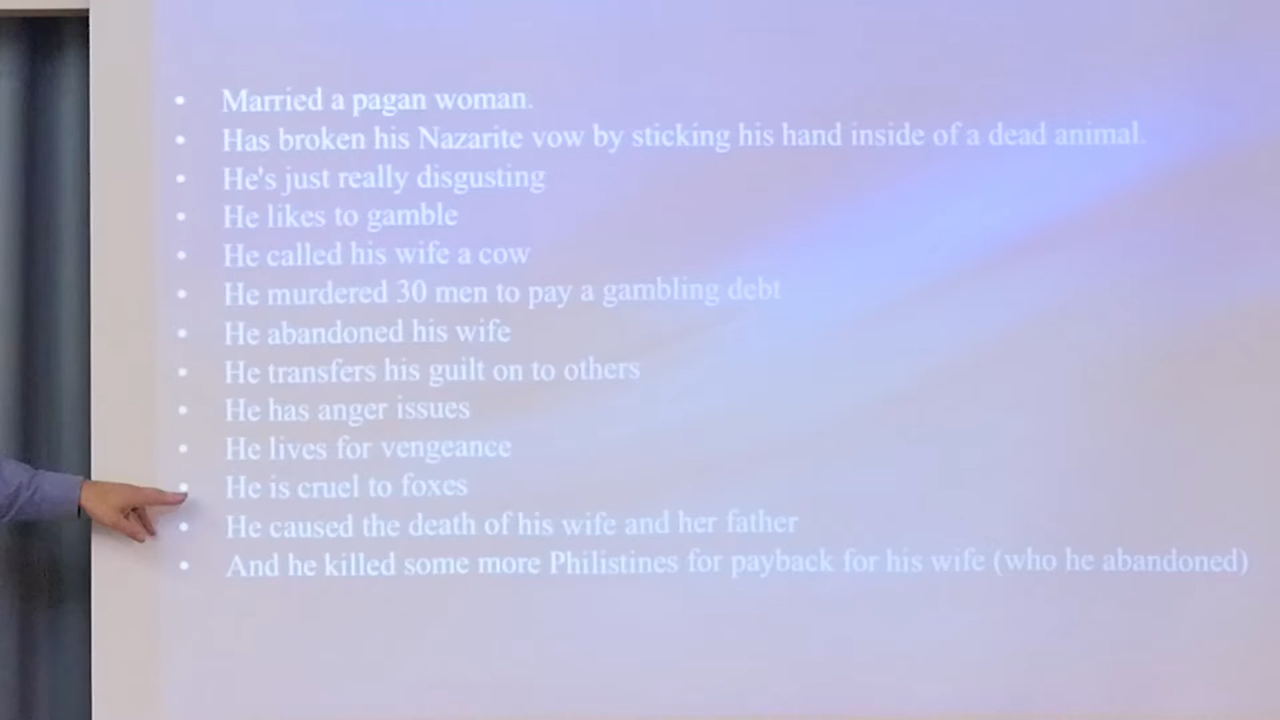 • Married a pagan woman.
• Has broken his Nazarite vow by sticking his hand inside of a dead animal.
• He's just really disgusting
• He likes to gamble
• He called his wife a cow
• He murdered 30 men to pay a gambling debt
• He abandoned his wife
• He transfers his guilt on to others
• He has anger issues
• He lives for vengeance
• He is cruel to foxes
• He caused the death of his wife and her father
• And he killed some more Philistines for payback for his wife (who he abandoned)